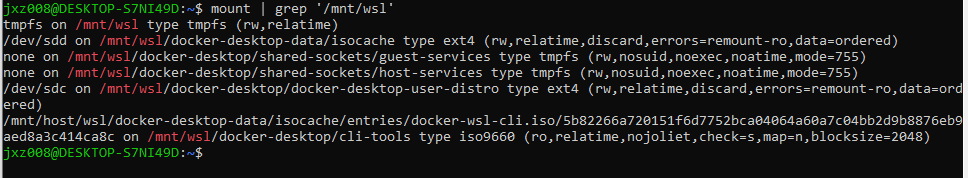 jxz008@DESKTOP-S7NI49D:~$ mount | grep '/mnt/wsl'
tmpfs on /mnt/wsl type tmpfs (rw,relatime)
/dev/sdd on /mnt/wsl/docker-desktop-data/isocache type ext4 (rw,relatime,discard,errors=remount-ro,data=ordered)
none on /mnt/wsl/docker-desktop/shared-sockets/guest-services type tmpfs (rw,nosuid,noexec,noatime,mode=755)
none on /mnt/wsl/docker-desktop/shared-sockets/host-services type tmpfs (rw,nosuid,noexec,noatime,mode=755)
/dev/sdc on /mnt/wsl/docker-desktop/docker-desktop-user-distro type ext4 (rw,relatime,discard,errors=remount-ro,data=ord
ered)
/mnt/host/wsl/docker-desktop-data/isocache/entries/docker-wsl-cli.iso/5b82266a720151f6d7752bca04064a60a7c04bb2d9b8876eb9
aed8a3c414ca8c on /mnt/wsl/docker-desktop/cli-tools type iso9660 (ro,relatime,nojoliet,check=s,map=n,blocksize=2048)
jxz008@DESKTOP-S7NI49D:~$